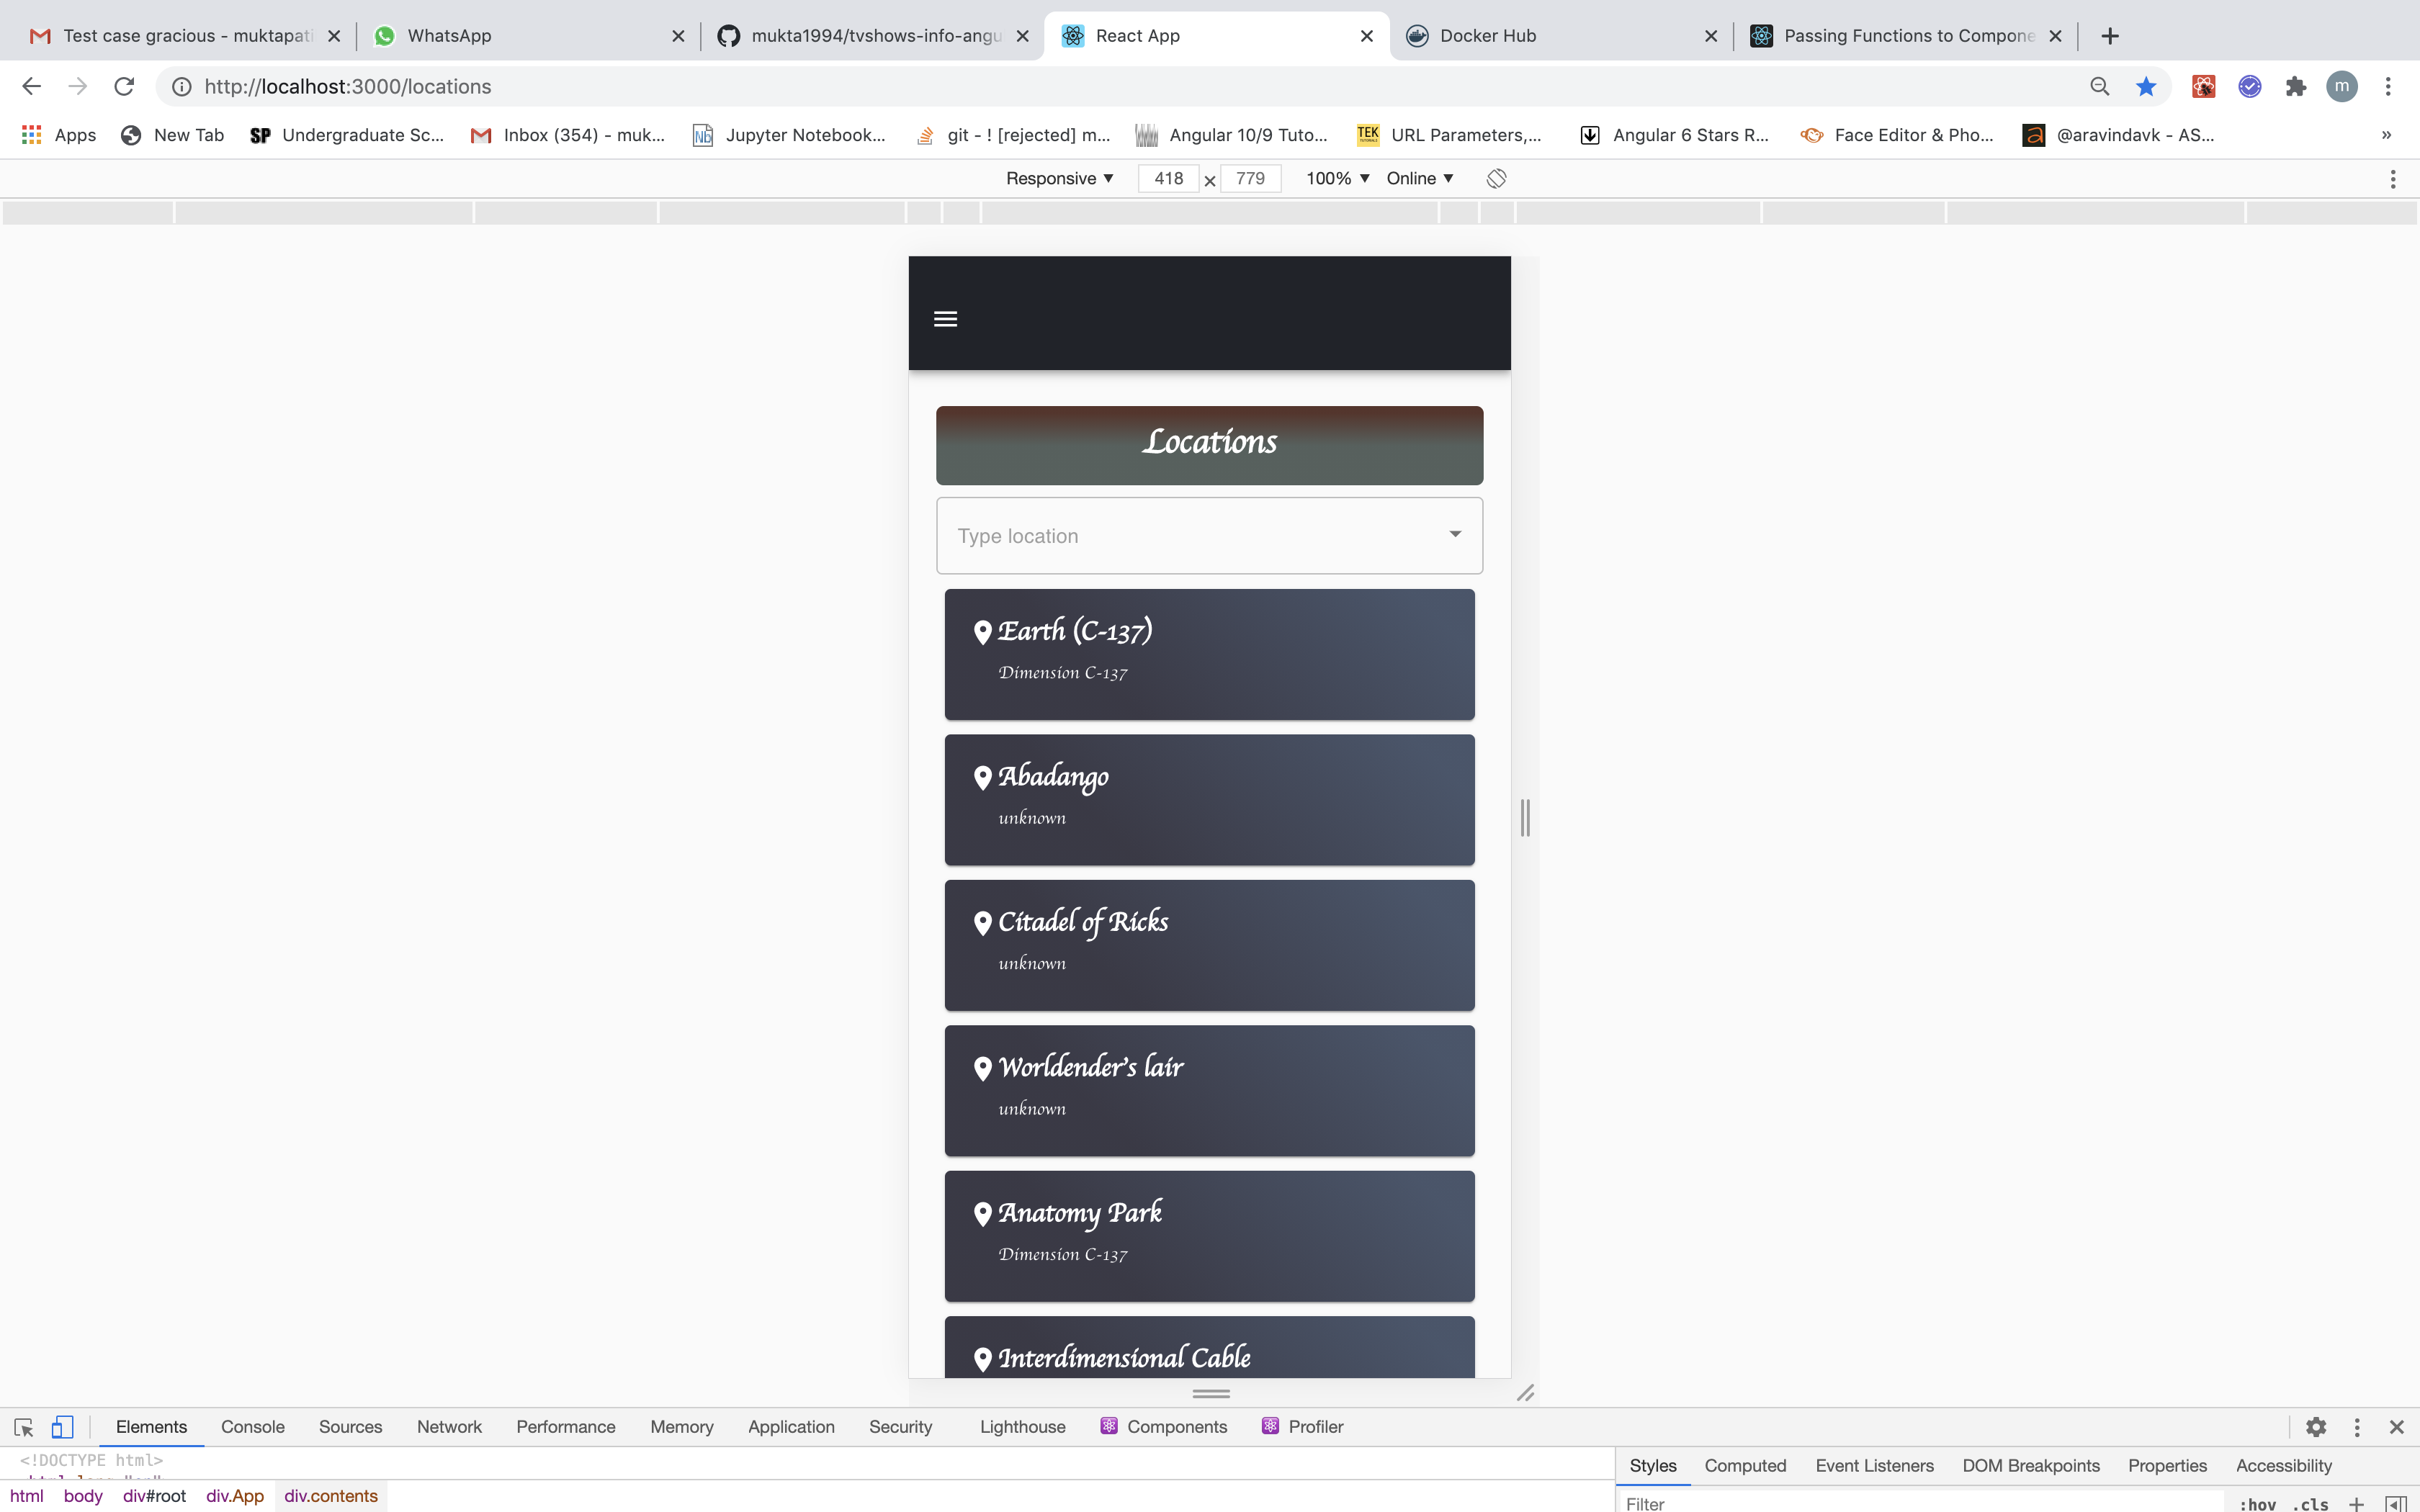 Test case gracious - muktapati
WhatsApp
mukta1994/tvshows-info-angu
React App
Docker Hub
Passing Functions to Compone
http://localhost:3000/locations
m
Apps
New Tab
SP Undergraduate Sc...
Inbox (354) - muk...
Nb Jupyter Notebook...
git - ! [rejected] m...
Angular 10/9 Tuto...
TEK URL Parameters,...
Angular 6 Stars R...
Face Editor & Pho...
@aravindavk - AS...
»
Responsive ▼ 418 × 779 100% ▼ Online ▼
Locations
Type location
Earth (C-137)
Dimension C-137
Abadango
unknown
Citadel of Ricks
unknown
Worldender's lair
unknown
Anatomy Park
Dimension C-137
Interdimensional Cable
Elements Console Sources Network Performance Memory Application Security Lighthouse Components Profiler
<!DOCTYPE html>
html body div#root div.App div.contents
Styles Computed Event Listeners DOM Breakpoints Properties Accessibility
Filter :hov .cls +